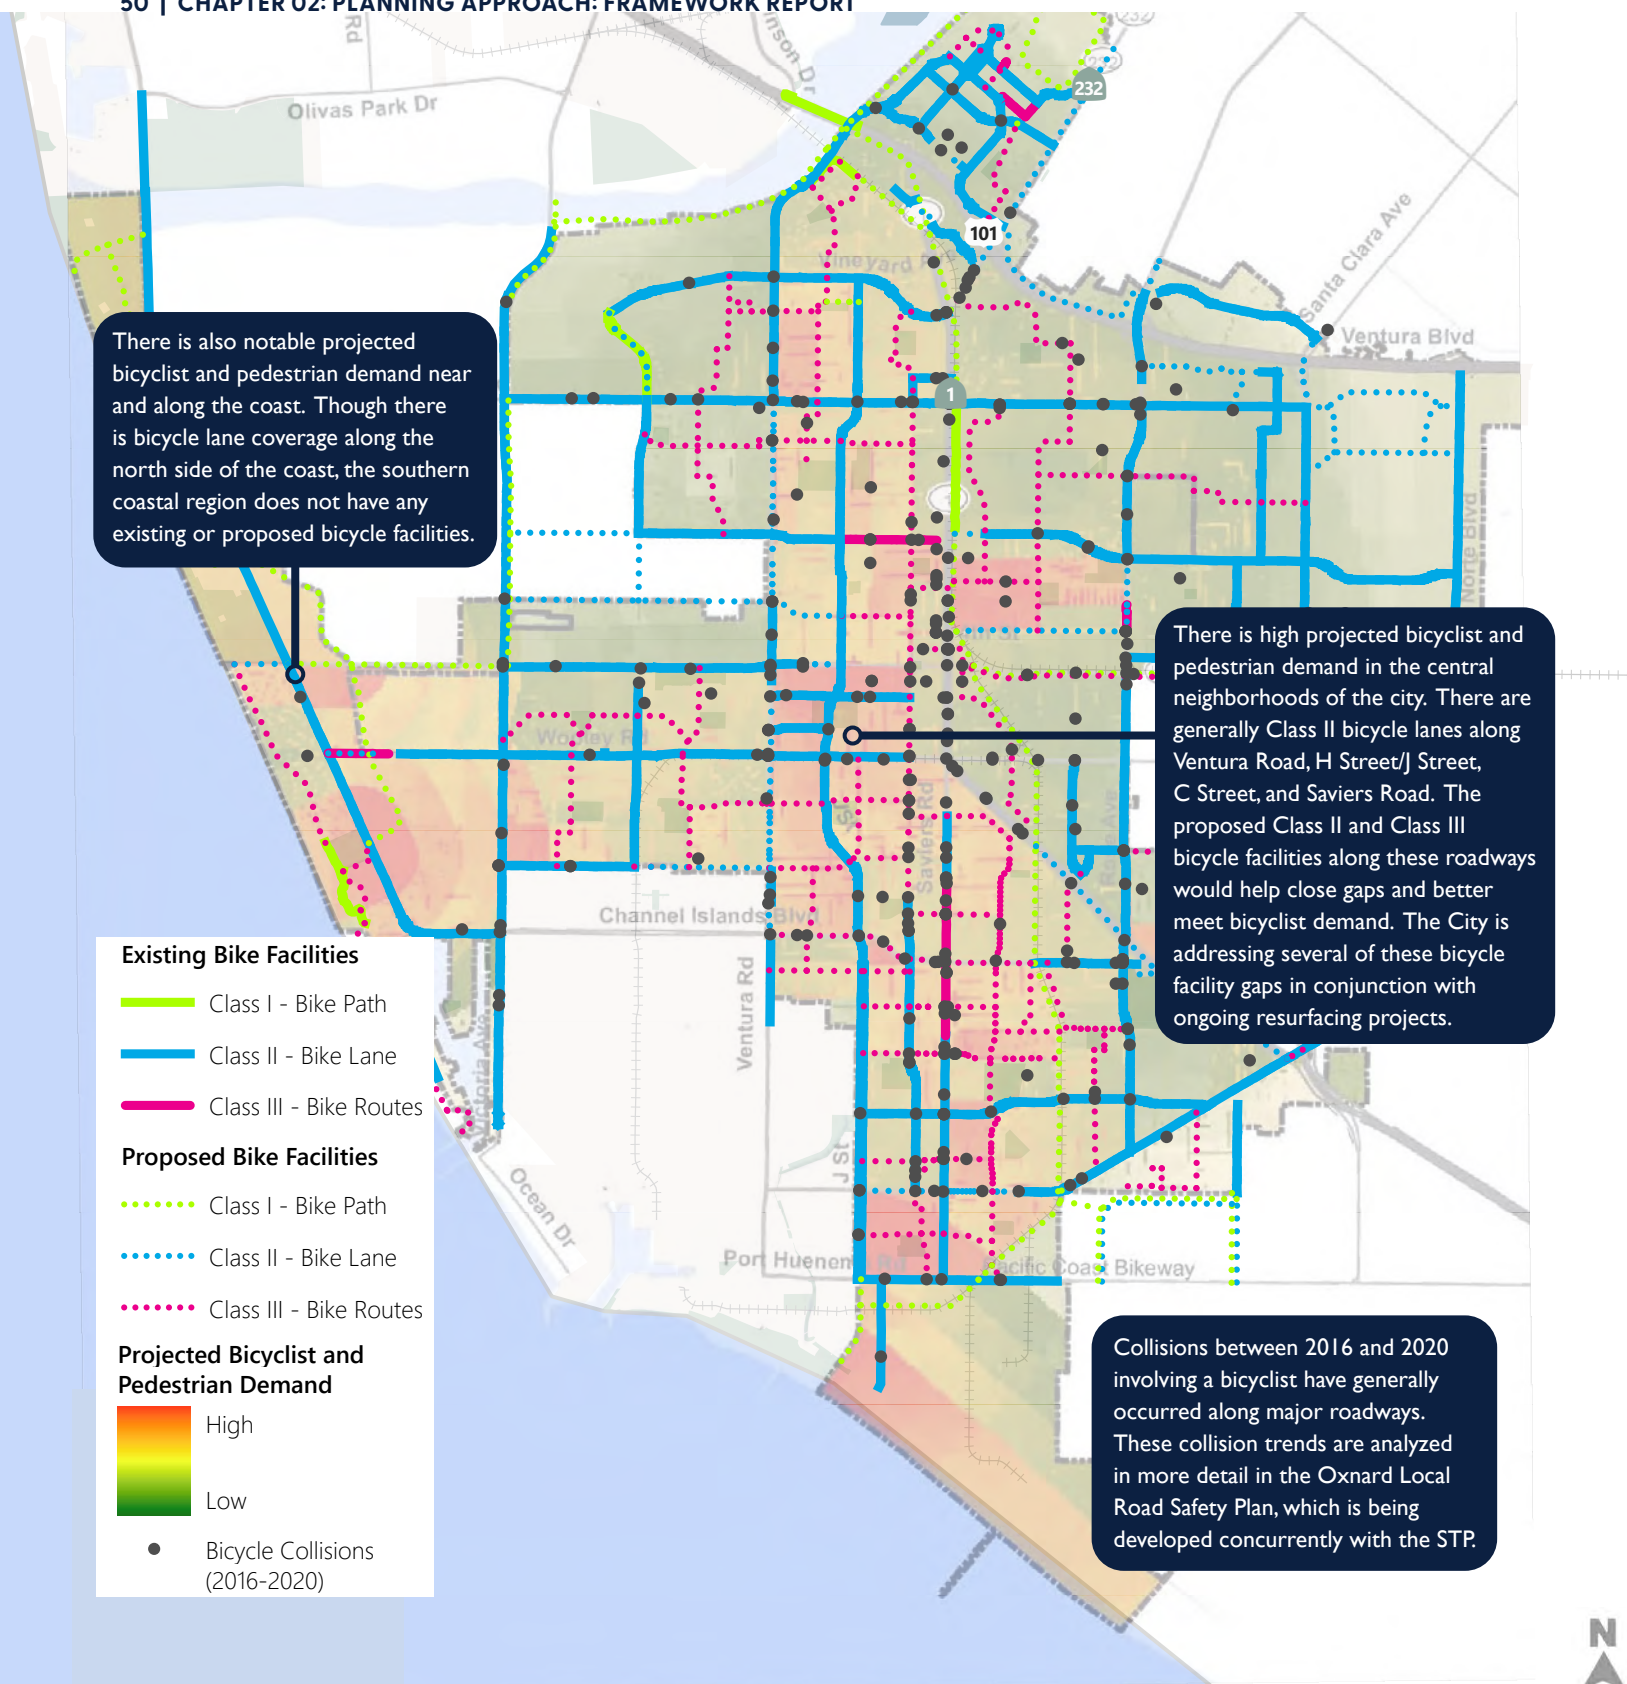 50 | CHAPTER 02: PLANNING APPROACH: FRAMEWORK REPORT
Rd
Olivas Park Dr
232
232
101
Vineyard Ave
Santa Clara Ave
Ventura Blvd
1
There is also notable projected
bicyclist and pedestrian demand near
and along the coast. Though there
is bicycle lane coverage along the
north side of the coast, the southern
coastal region does not have any
existing or proposed bicycle facilities.
There is high projected bicyclist and
pedestrian demand in the central
neighborhoods of the city. There are
generally Class II bicycle lanes along
Ventura Road, H Street/J Street,
C Street, and Saviers Road. The
proposed Class II and Class III
bicycle facilities along these roadways
would help close gaps and better
meet bicyclist demand. The City is
addressing several of these bicycle
facility gaps in conjunction with
ongoing resurfacing projects.
Wooley Rd
Saviers Rd
Channel Islands Blvd
Ventura Rd
Victoria Ave
J St
Ocean Dr
Port Hueneme Rd
Pacific Coast Bikeway
Existing Bike Facilities
Class I - Bike Path
Class II - Bike Lane
Class III - Bike Routes
Proposed Bike Facilities
Class I - Bike Path
Class II - Bike Lane
Class III - Bike Routes
Projected Bicyclist and
Pedestrian Demand
High
Low
Bicycle Collisions
(2016-2020)
Collisions between 2016 and 2020
involving a bicyclist have generally
occurred along major roadways.
These collision trends are analyzed
in more detail in the Oxnard Local
Road Safety Plan, which is being
developed concurrently with the STP.
N